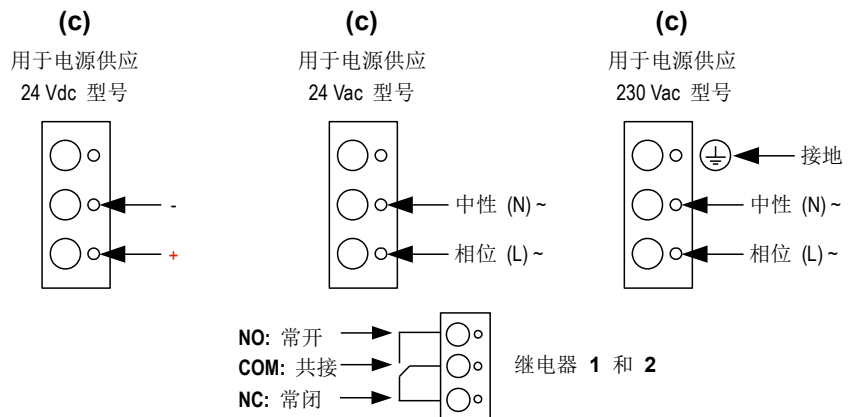 (c)
用于电源供应
24 Vdc 型号
-
+
(c)
用于电源供应
24 Vac 型号
中性 (N) ~
相位 (L) ~
(c)
用于电源供应
230 Vac 型号
接地
中性 (N) ~
相位 (L) ~
NO: 常开
COM: 共接
NC: 常闭
继电器 1 和 2